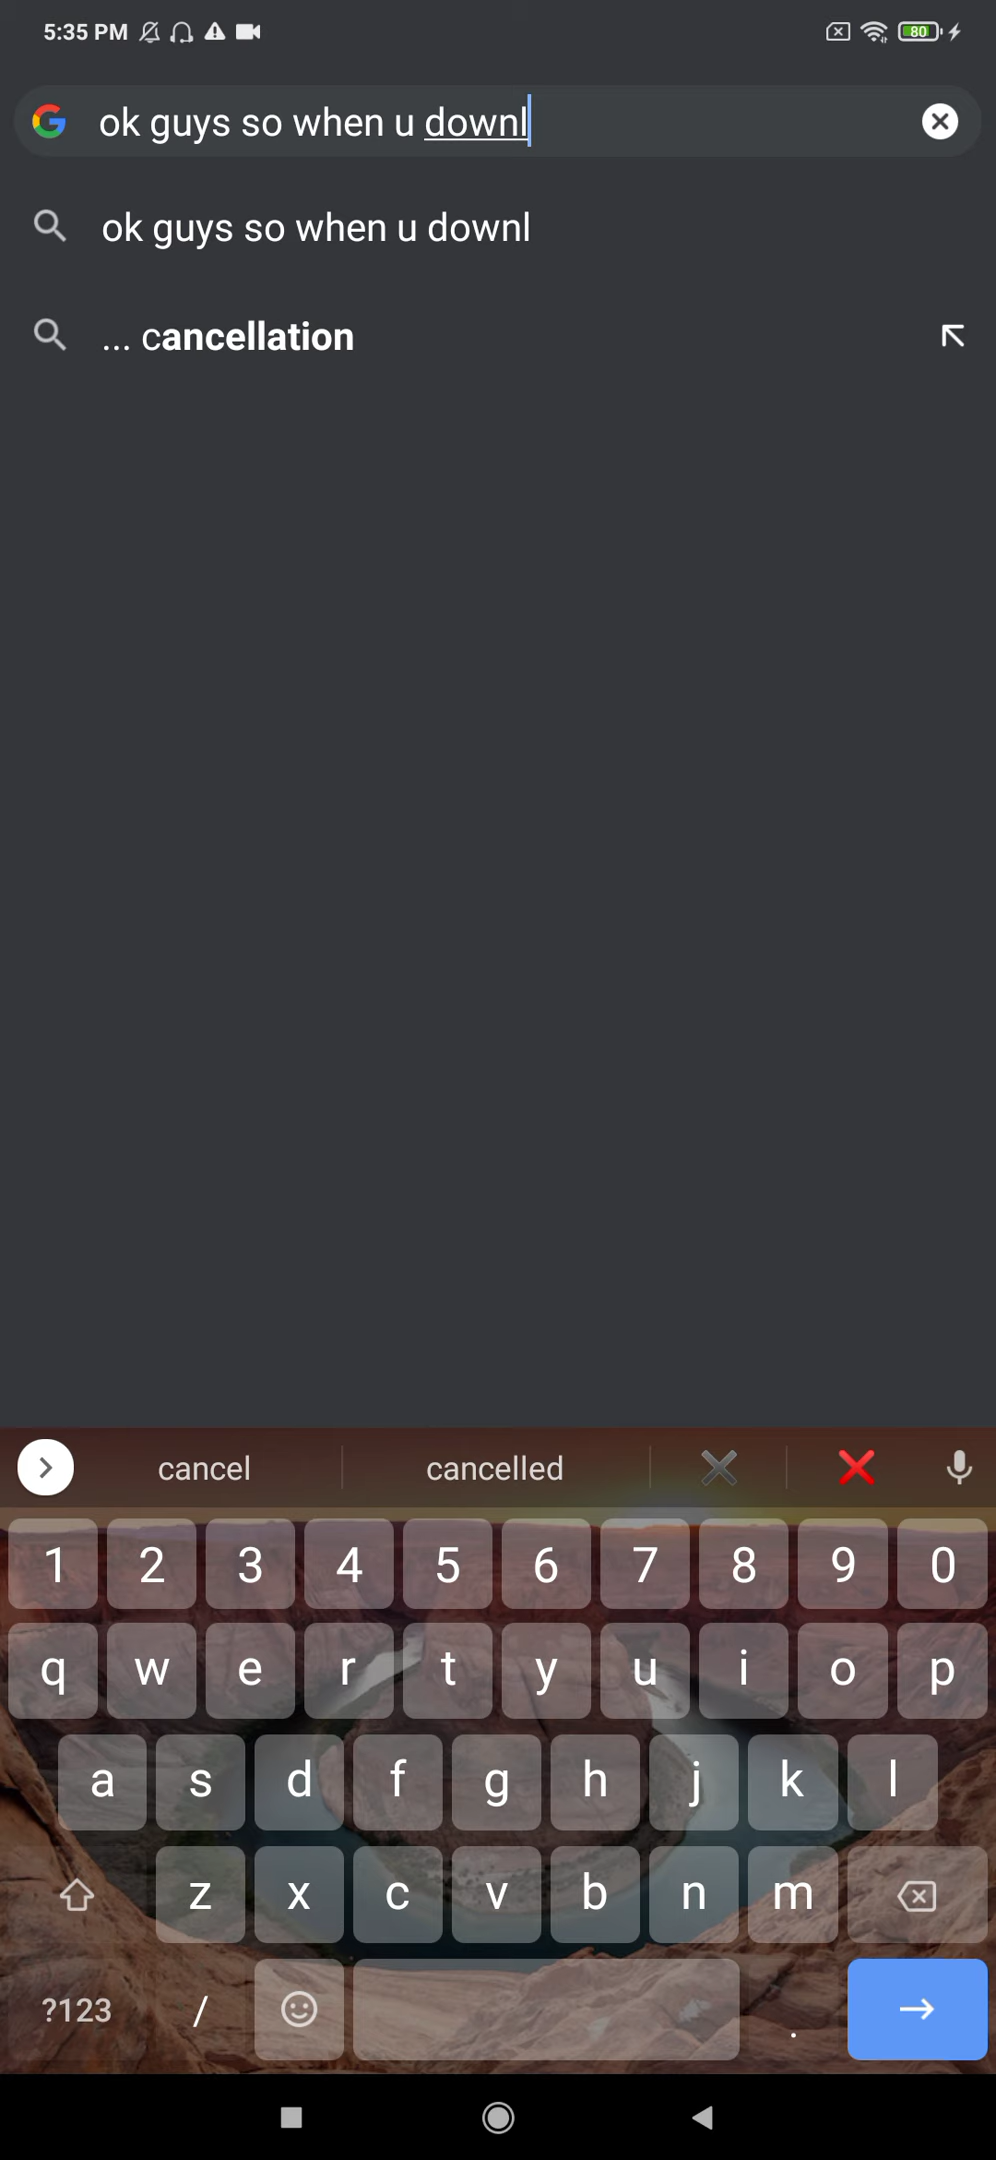 5:35 PM 80
ok guys so when u downl
ok guys so when u downl
... cancellation
cancel cancelled
1 2 3 4 5 6 7 8 9 0
q w e r t y u i o p
a s d f g h j k l
z x c v b n m
?123 / .